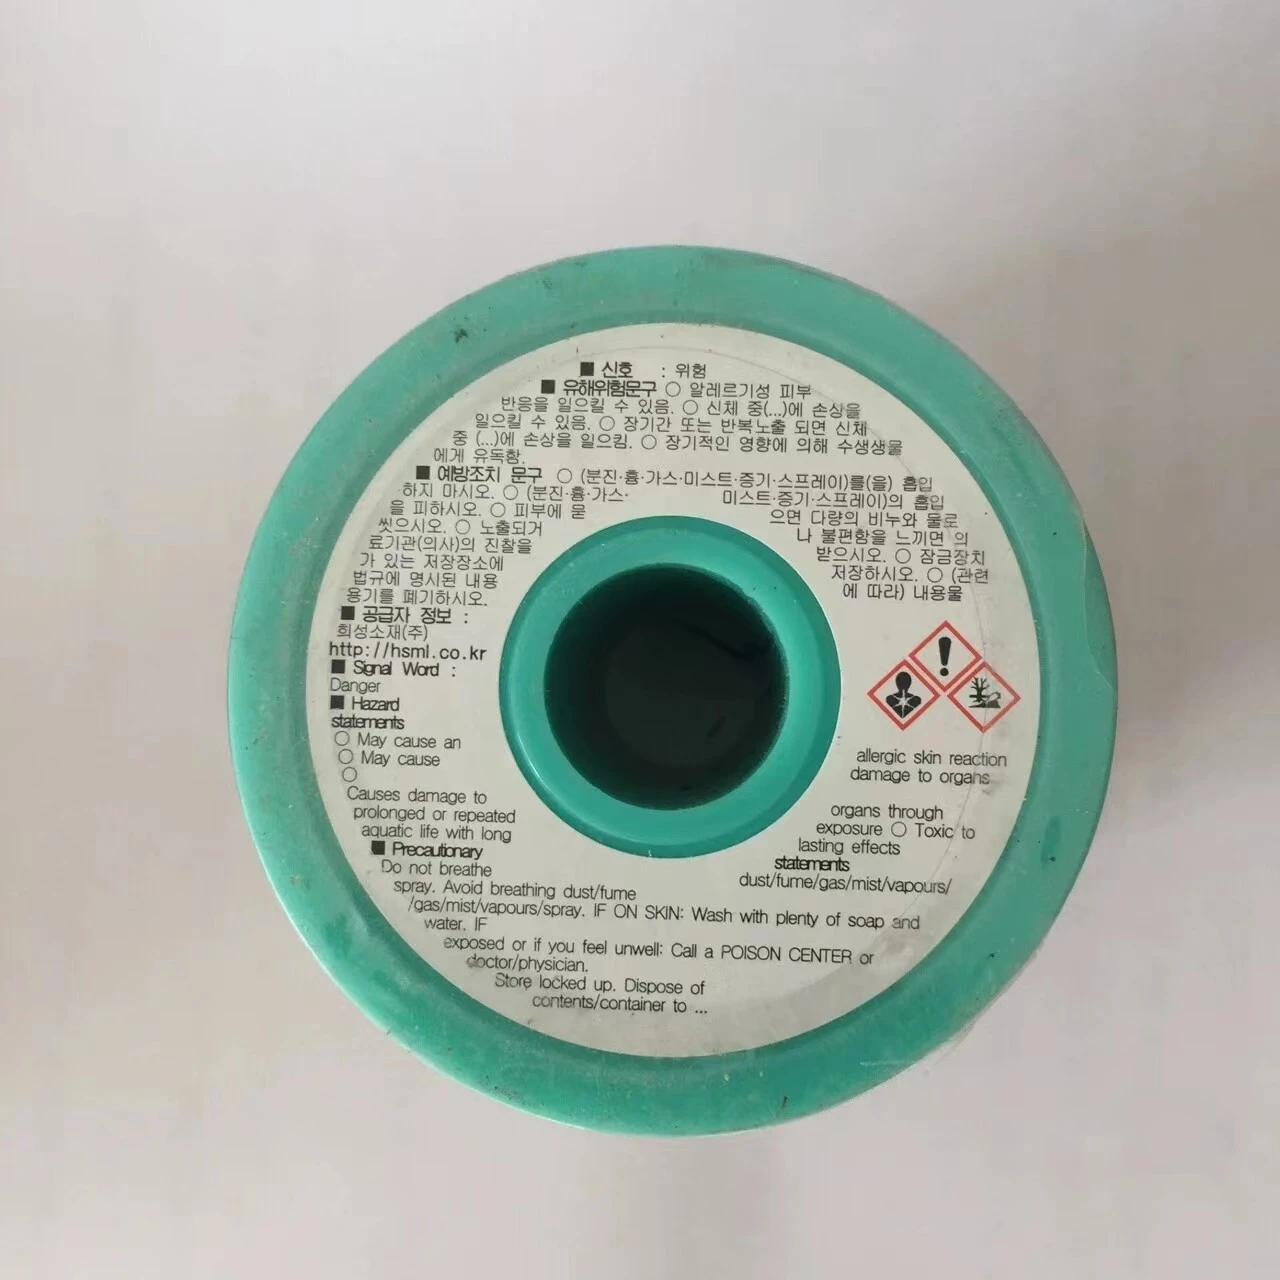 ■ 신호 : 위험
■ 유해위험문구 ○ 알레르기성 피부
반응을 일으킬 수 있음. ○ 신체 중(...)에 손상을
일으킬 수 있음. ○ 장기간 또는 반복노출 되면 신체
중 (...)에 손상을 일으킴. ○ 장기적인 영향에 의해 수생생물
에게 유독함.
■ 예방조치 문구 ○ (분진·흄·가스·미스트·증기·스프레이)를(을) 흡입
하지 마시오. ○ (분진·흄·가스· 미스트·증기·스프레이)의 흡입
을 피하시오. ○ 피부에 묻 으면 다량의 비누와 물로
씻으시오. ○ 노출되거 나 불편함을 느끼면 의
료기관(의사)의 진찰을 받으시오. ○ 잠금장치
가 있는 저장장소에 저장하시오. ○ (관련
법규에 명시된 내용 에 따라) 내용물
용기를 폐기하시오.
■ 공급자 정보 :
희성소재(주)
http://hsml.co.kr
■ Signal Word :
Danger
■ Hazard
statements
○ May cause an allergic skin reaction
○ May cause damage to organs
○
Causes damage to organs through
prolonged or repeated exposure ○ Toxic to
aquatic life with long lasting effects
■ Precautionary statements
Do not breathe dust/fume/gas/mist/vapours/
spray. Avoid breathing dust/fume
/gas/mist/vapours/spray. IF ON SKIN: Wash with plenty of soap and
water. IF
exposed or if you feel unwell: Call a POISON CENTER or
doctor/physician.
Store locked up. Dispose of
contents/container to ...